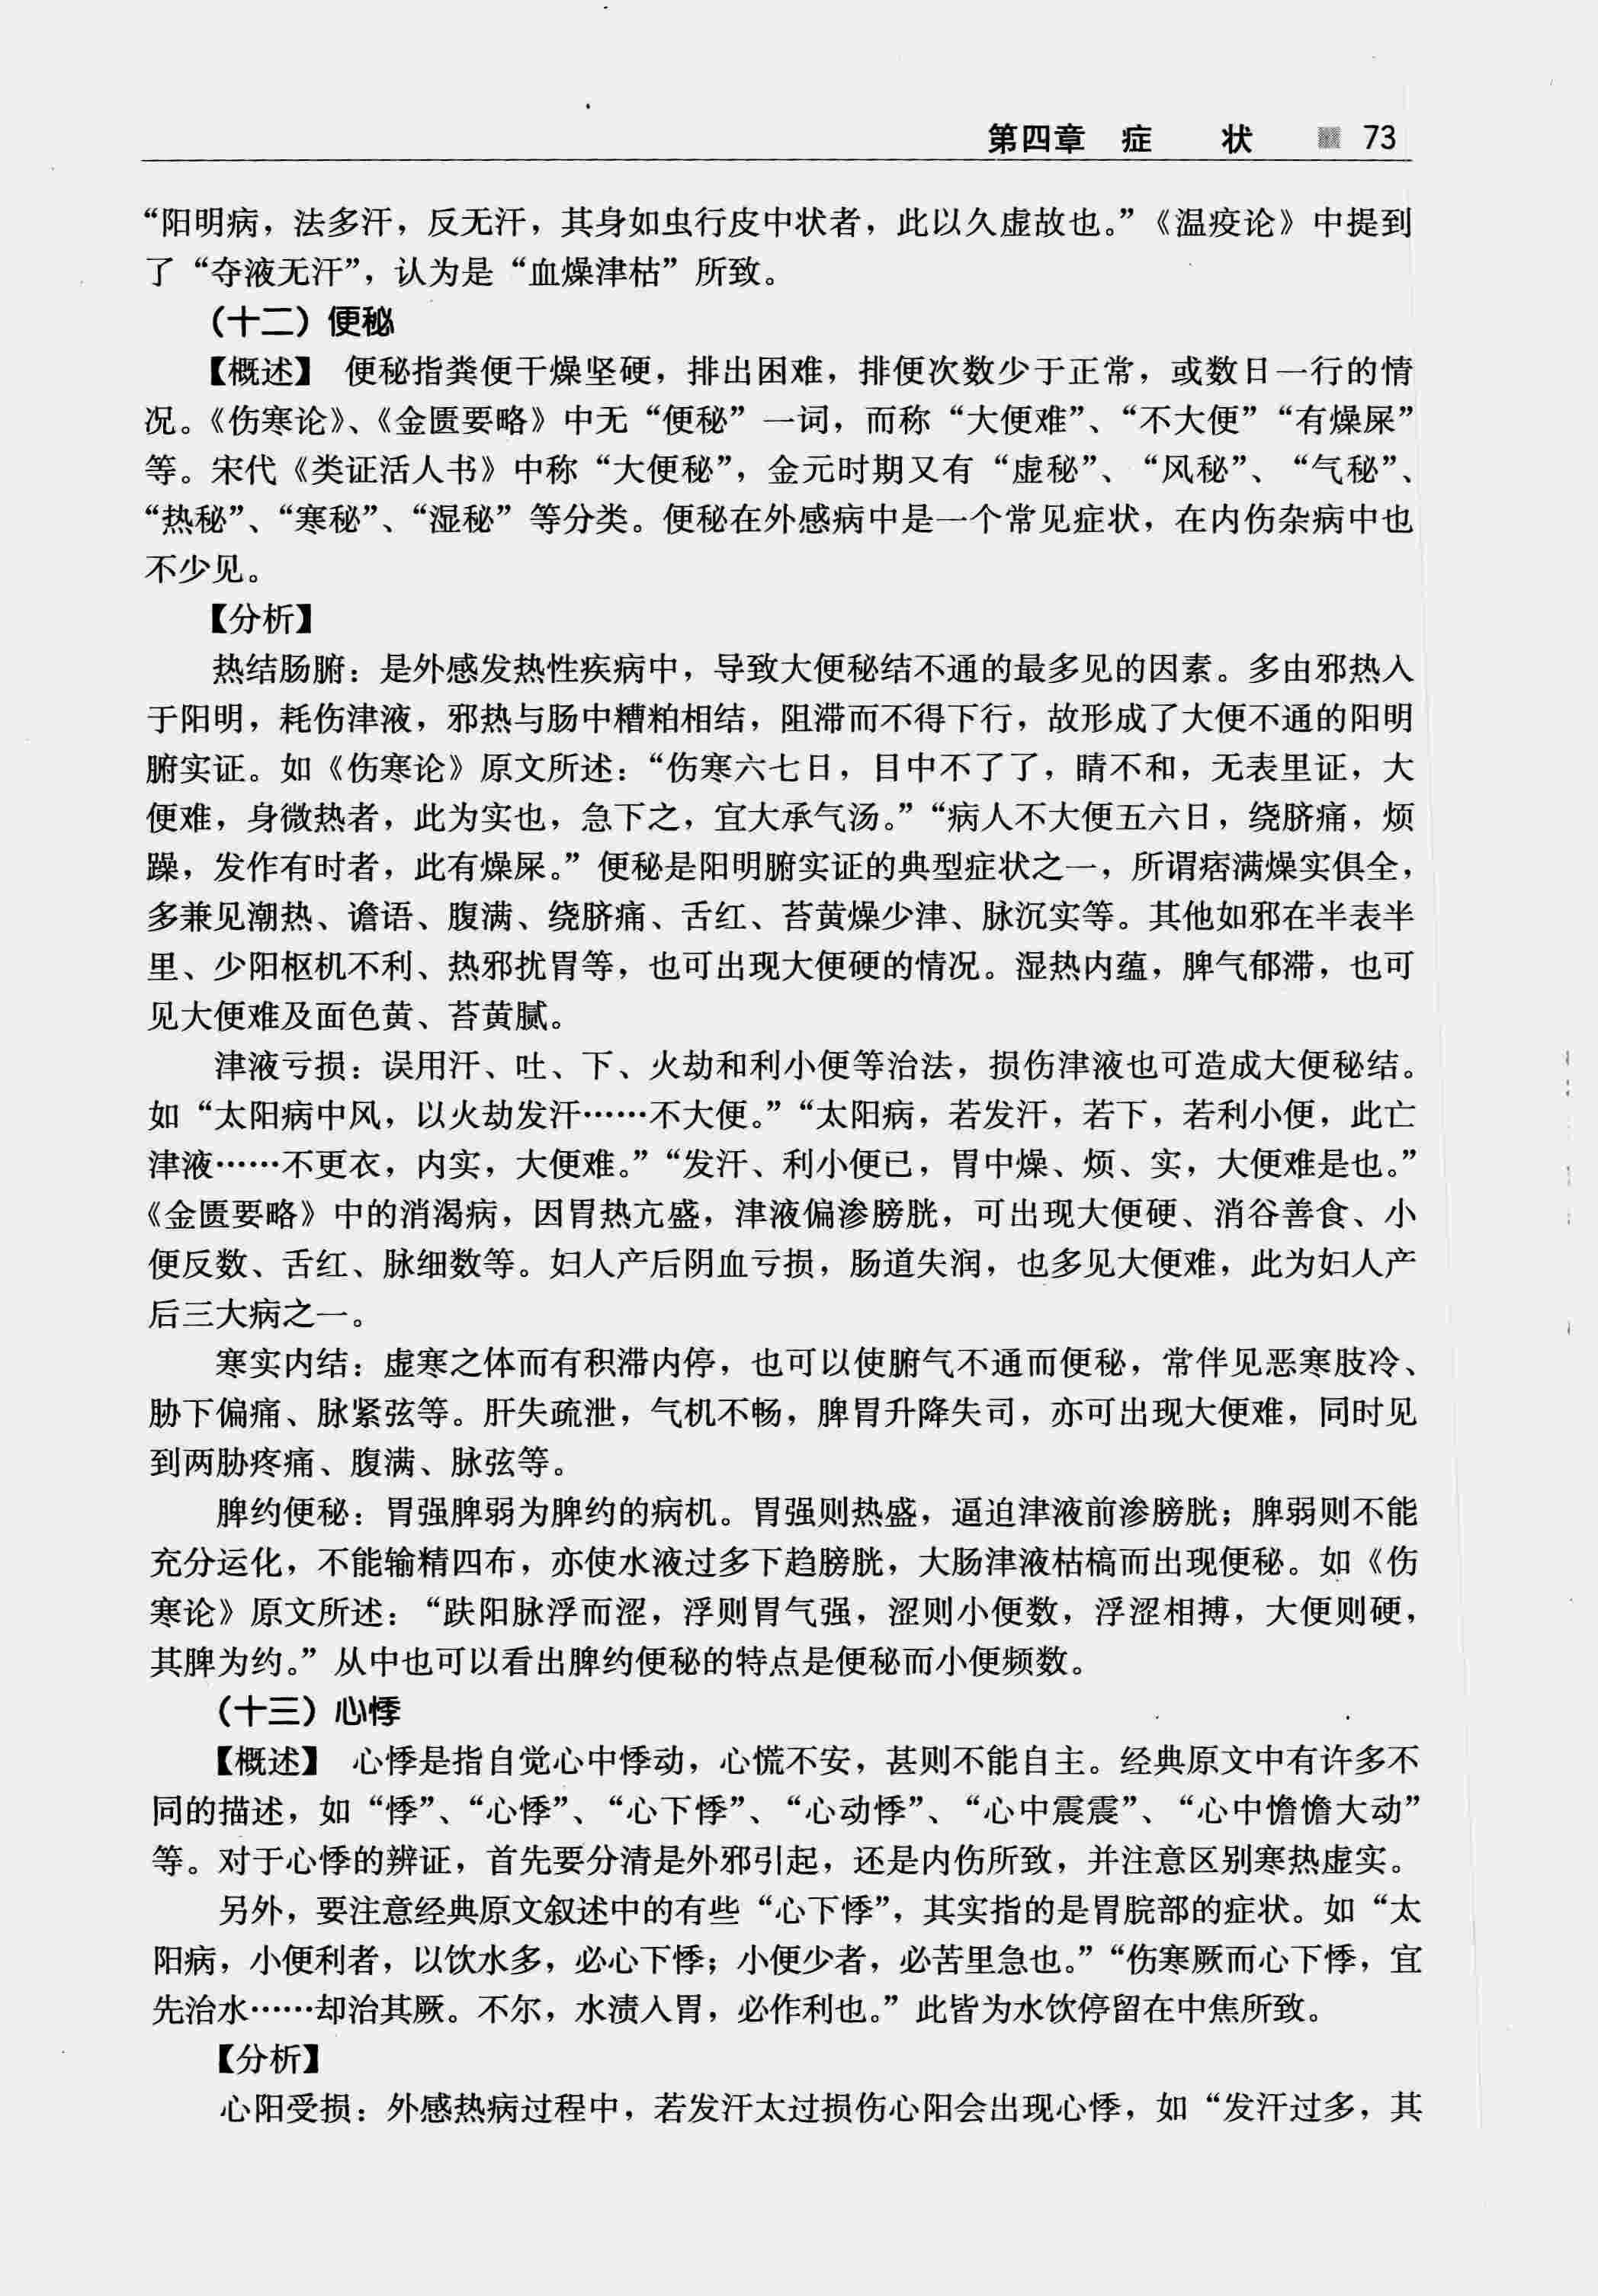 第四章 症 状 73
“阳明病，法多汗，反无汗，其身如虫行皮中状者，此以久虚故也。”《温疫论》中提到
了“夺液无汗”，认为是“血燥津枯”所致。
（十二）便秘
【概述】 便秘指粪便干燥坚硬，排出困难，排便次数少于正常，或数日一行的情
况。《伤寒论》、《金匮要略》中无“便秘”一词，而称“大便难”、“不大便”“有燥屎”
等。宋代《类证活人书》中称“大便秘”，金元时期又有“虚秘”、“风秘”、“气秘”、
“热秘”、“寒秘”、“湿秘”等分类。便秘在外感病中是一个常见症状，在内伤杂病中也
不少见。
【分析】
热结肠腑：是外感发热性疾病中，导致大便秘结不通的最多见的因素。多由邪热入
于阳明，耗伤津液，邪热与肠中糟粕相结，阻滞而不得下行，故形成了大便不通的阳明
腑实证。如《伤寒论》原文所述：“伤寒六七日，目中不了了，睛不和，无表里证，大
便难，身微热者，此为实也，急下之，宜大承气汤。”“病人不大便五六日，绕脐痛，烦
躁，发作有时者，此有燥屎。”便秘是阳明腑实证的典型症状之一，所谓痞满燥实俱全，
多兼见潮热、谵语、腹满、绕脐痛、舌红、苔黄燥少津、脉沉实等。其他如邪在半表半
里、少阳枢机不利、热邪扰胃等，也可出现大便硬的情况。湿热内蕴，脾气郁滞，也可
见大便难及面色黄、苔黄腻。
津液亏损：误用汗、吐、下、火劫和利小便等治法，损伤津液也可造成大便秘结。
如“太阳病中风，以火劫发汗……不大便。”“太阳病，若发汗，若下，若利小便，此亡
津液……不更衣，内实，大便难。”“发汗、利小便已，胃中燥、烦、实，大便难是也。”
《金匮要略》中的消渴病，因胃热亢盛，津液偏渗膀胱，可出现大便硬、消谷善食、小
便反数、舌红、脉细数等。妇人产后阴血亏损，肠道失润，也多见大便难，此为妇人产
后三大病之一。
寒实内结：虚寒之体而有积滞内停，也可以使腑气不通而便秘，常伴见恶寒肢冷、
胁下偏痛、脉紧弦等。肝失疏泄，气机不畅，脾胃升降失司，亦可出现大便难，同时见
到两胁疼痛、腹满、脉弦等。
脾约便秘：胃强脾弱为脾约的病机。胃强则热盛，逼迫津液前渗膀胱；脾弱则不能
充分运化，不能输精四布，亦使水液过多下趋膀胱，大肠津液枯槁而出现便秘。如《伤
寒论》原文所述：“趺阳脉浮而涩，浮则胃气强，涩则小便数，浮涩相搏，大便则硬，
其脾为约。”从中也可以看出脾约便秘的特点是便秘而小便频数。
（十三）心悸
【概述】 心悸是指自觉心中悸动，心慌不安，甚则不能自主。经典原文中有许多不
同的描述，如“悸”、“心悸”、“心下悸”、“心动悸”、“心中震震”、“心中憺憺大动”
等。对于心悸的辨证，首先要分清是外邪引起，还是内伤所致，并注意区别寒热虚实。
另外，要注意经典原文叙述中的有些“心下悸”，其实指的是胃脘部的症状。如“太
阳病，小便利者，以饮水多，必心下悸；小便少者，必苦里急也。”“伤寒厥而心下悸，宜
先治水……却治其厥。不尔，水渍入胃，必作利也。”此皆为水饮停留在中焦所致。
【分析】
心阳受损：外感热病过程中，若发汗太过损伤心阳会出现心悸，如“发汗过多，其